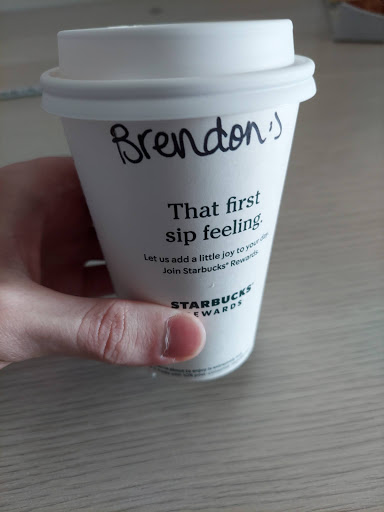 Brendon's
That first
sip feeling.
Let us add a little joy to your day
Join Starbucks® Rewards
STARBUCKS®
REWARDS